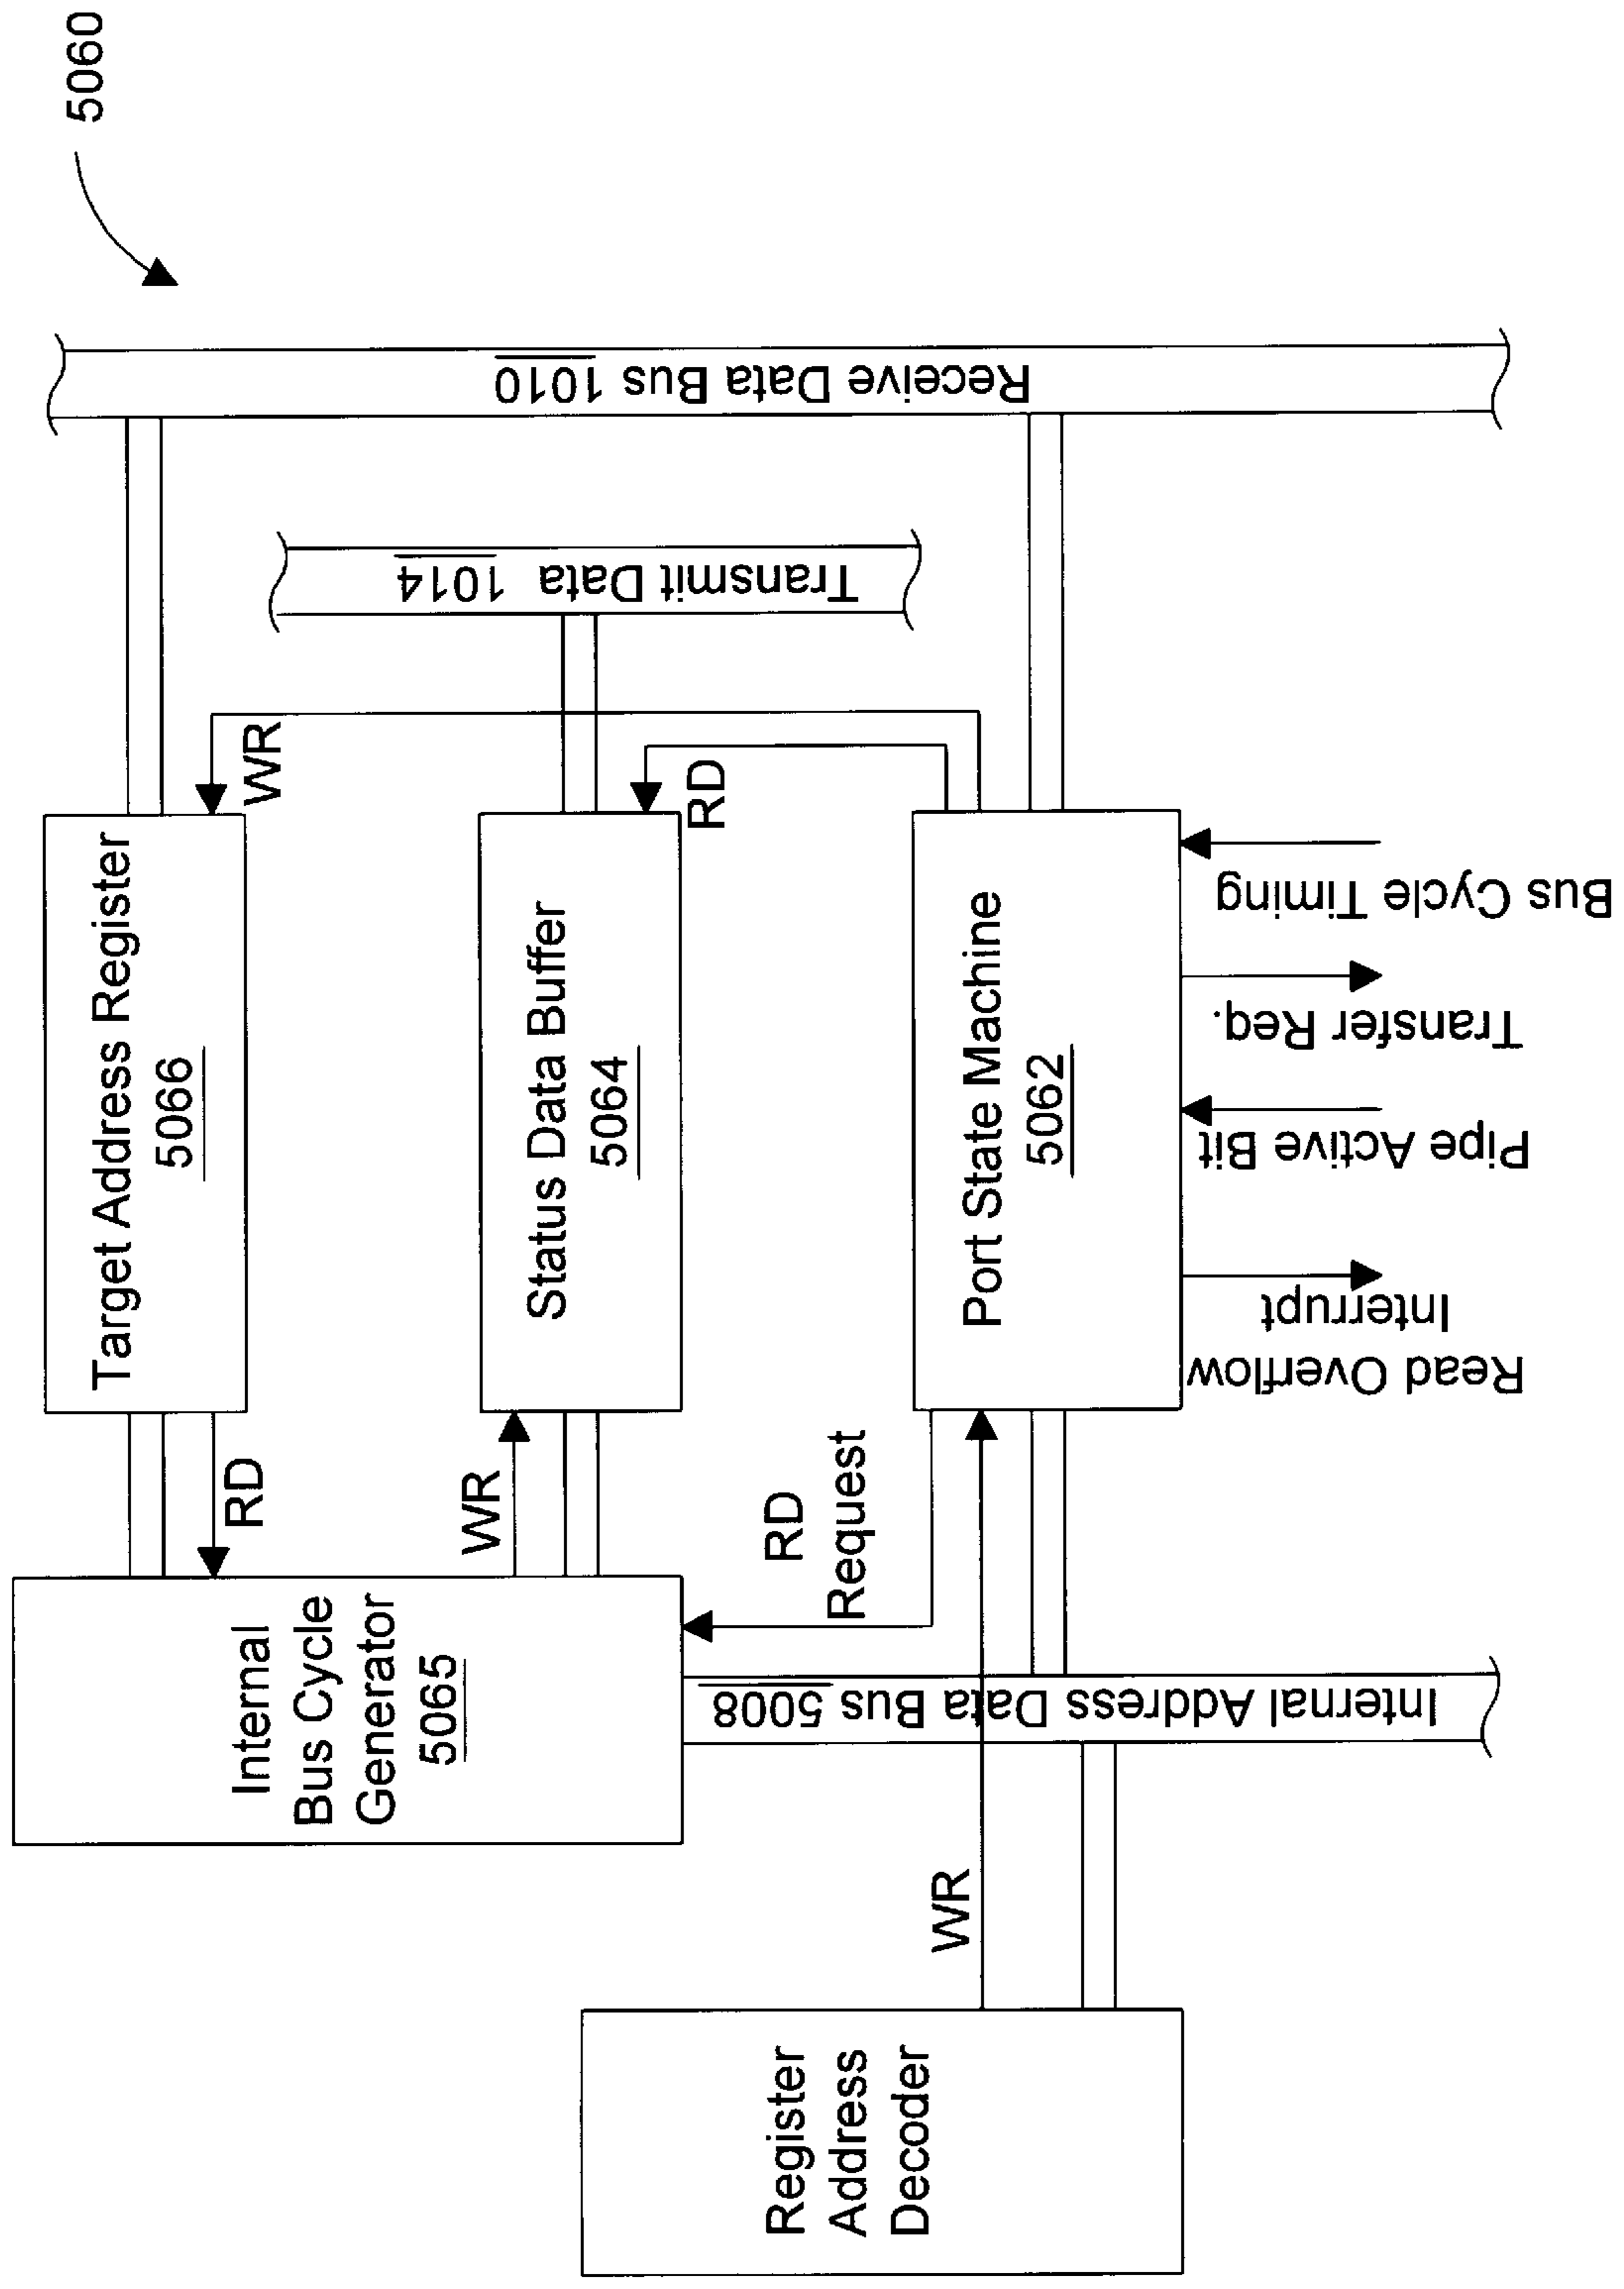 5060
Target Address Register
5066
Status Data Buffer
5064
Port State Machine
5062
Internal
Bus Cycle
Generator
5065
Register
Address
Decoder
Receive Data Bus 1010
Transmit Data 1014
Internal Address Data Bus 5008
WR
RD
RD
WR
RD
Request
WR
Bus Cycle Timing
Transfer Req.
Pipe Active Bit
Read Overflow
Interrupt